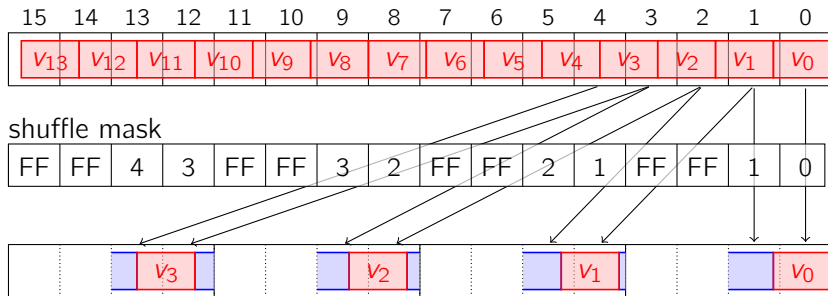 15 14 13 12 11 10 9 8 7 6 5 4 3 2 1 0
v13 v12 v11 v10 v9 v8 v7 v6 v5 v4 v3 v2 v1 v0
shuffle mask
FF FF 4 3 FF FF 3 2 FF FF 2 1 FF FF 1 0
v3 v2 v1 v0